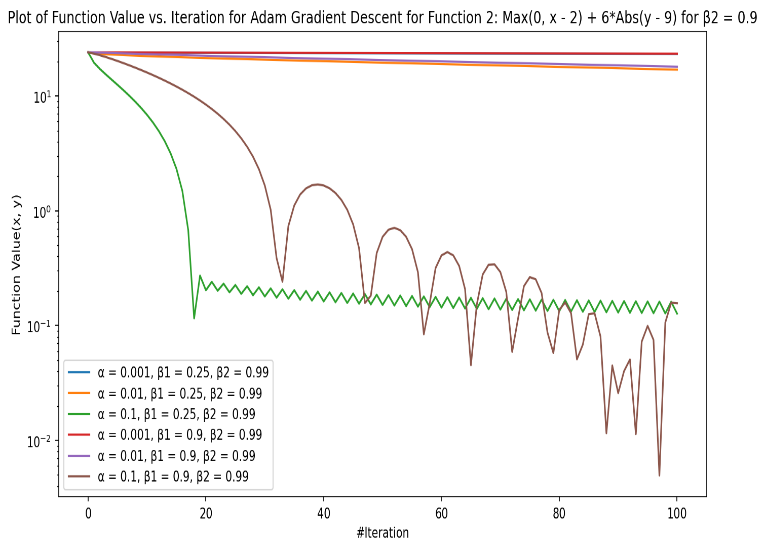 Plot of Function Value vs. Iteration for Adam Gradient Descent for Function 2: Max(0, x - 2) + 6*Abs(y - 9) for β2 = 0.9
Function Value(x, y)
10¹
10⁰
10⁻¹
10⁻²
α = 0.001, β1 = 0.25, β2 = 0.99
α = 0.01, β1 = 0.25, β2 = 0.99
α = 0.1, β1 = 0.25, β2 = 0.99
α = 0.001, β1 = 0.9, β2 = 0.99
α = 0.01, β1 = 0.9, β2 = 0.99
α = 0.1, β1 = 0.9, β2 = 0.99
0 20 40 60 80 100
#Iteration